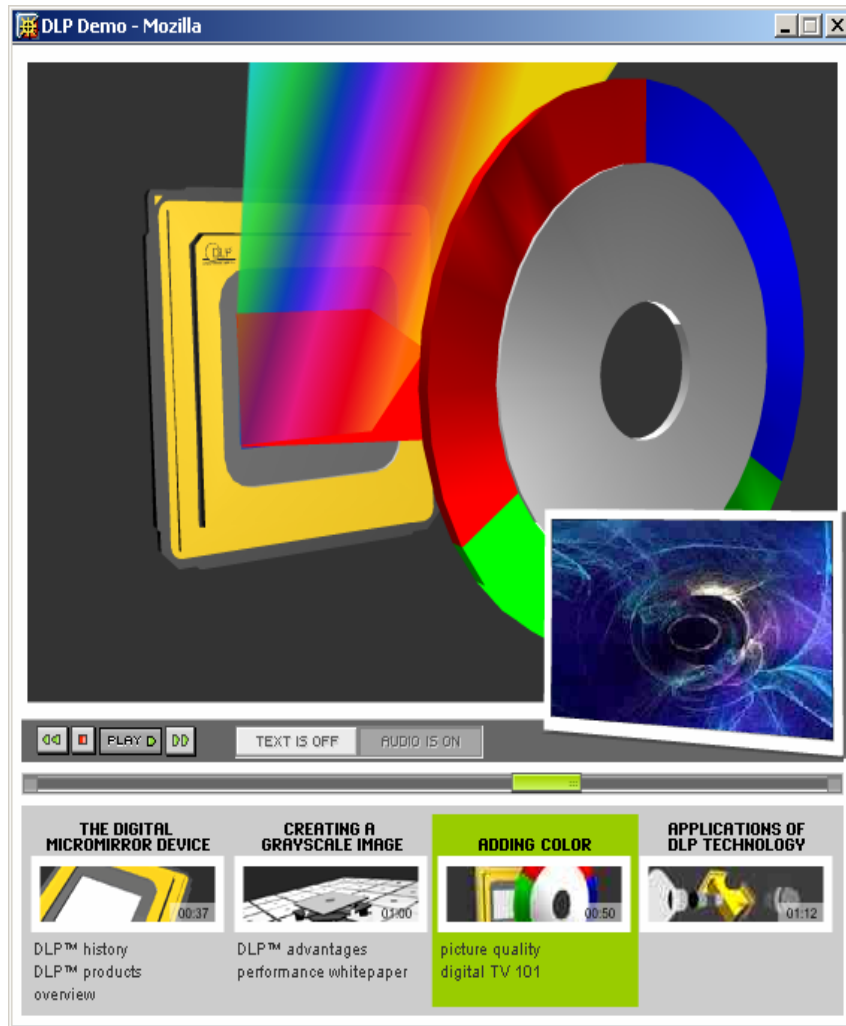 DLP Demo - Mozilla
DLP
PLAY
TEXT IS OFF
AUDIO IS ON
THE DIGITAL
MICROMIRROR DEVICE
00:37
DLP™ history
DLP™ products
overview
CREATING A
GRAYSCALE IMAGE
01:00
DLP™ advantages
performance whitepaper
ADDING COLOR
00:50
picture quality
digital TV 101
APPLICATIONS OF
DLP TECHNOLOGY
01:12